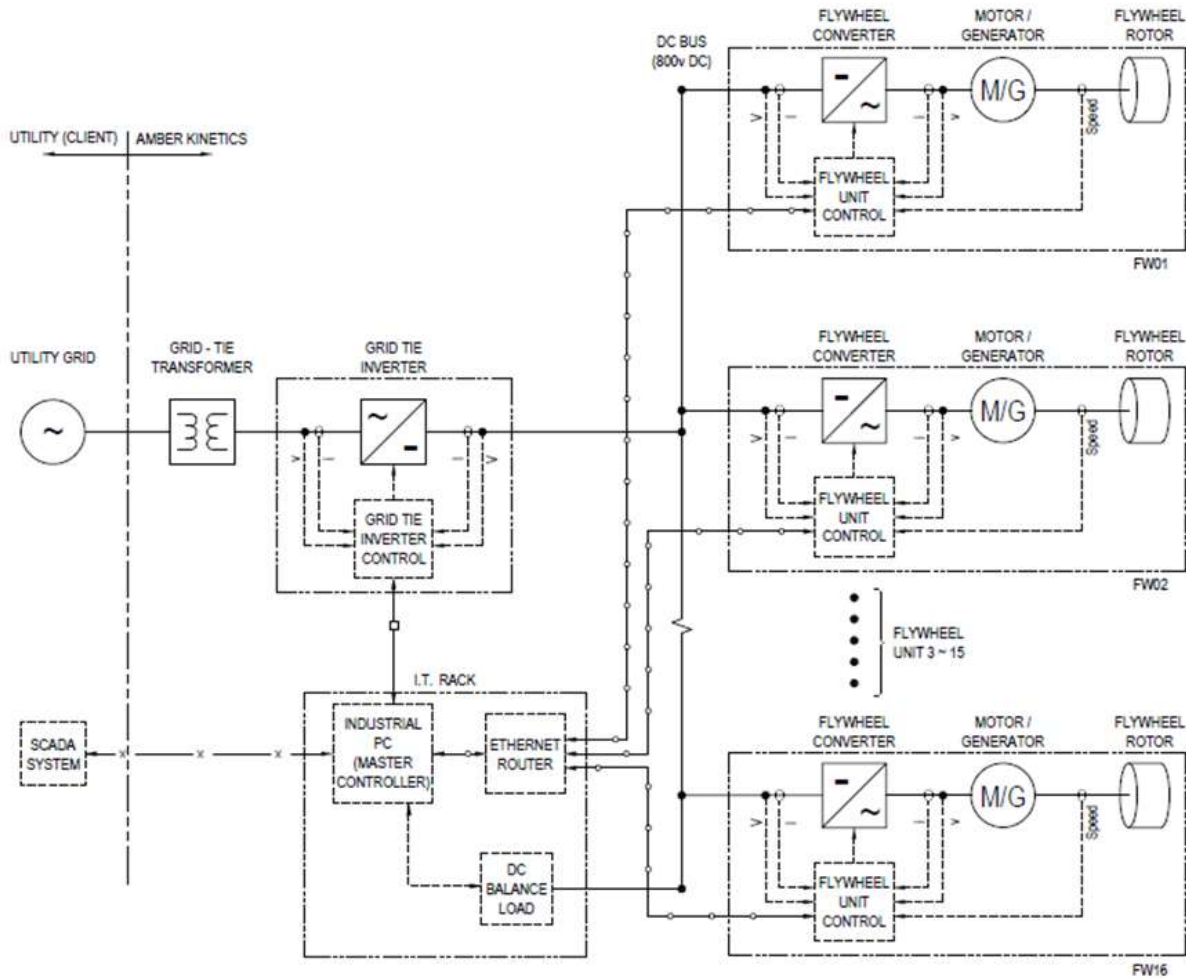 FLYWHEEL
CONVERTER
MOTOR /
GENERATOR
FLYWHEEL
ROTOR
DC BUS
(800v DC)
M/G
V
I
I
V
Speed
FLYWHEEL
UNIT
CONTROL
FW01
UTILITY (CLIENT)
AMBER KINETICS
UTILITY GRID
GRID - TIE
TRANSFORMER
GRID TIE
INVERTER
V
I
I
V
GRID TIE
INVERTER
CONTROL
FLYWHEEL
CONVERTER
MOTOR /
GENERATOR
FLYWHEEL
ROTOR
M/G
V
I
I
V
Speed
FLYWHEEL
UNIT
CONTROL
FW02
FLYWHEEL
UNIT 3 ~ 15
I.T. RACK
SCADA
SYSTEM
INDUSTRIAL
PC
(MASTER
CONTROLLER)
ETHERNET
ROUTER
DC
BALANCE
LOAD
FLYWHEEL
CONVERTER
MOTOR /
GENERATOR
FLYWHEEL
ROTOR
M/G
V
I
I
V
Speed
FLYWHEEL
UNIT
CONTROL
FW16